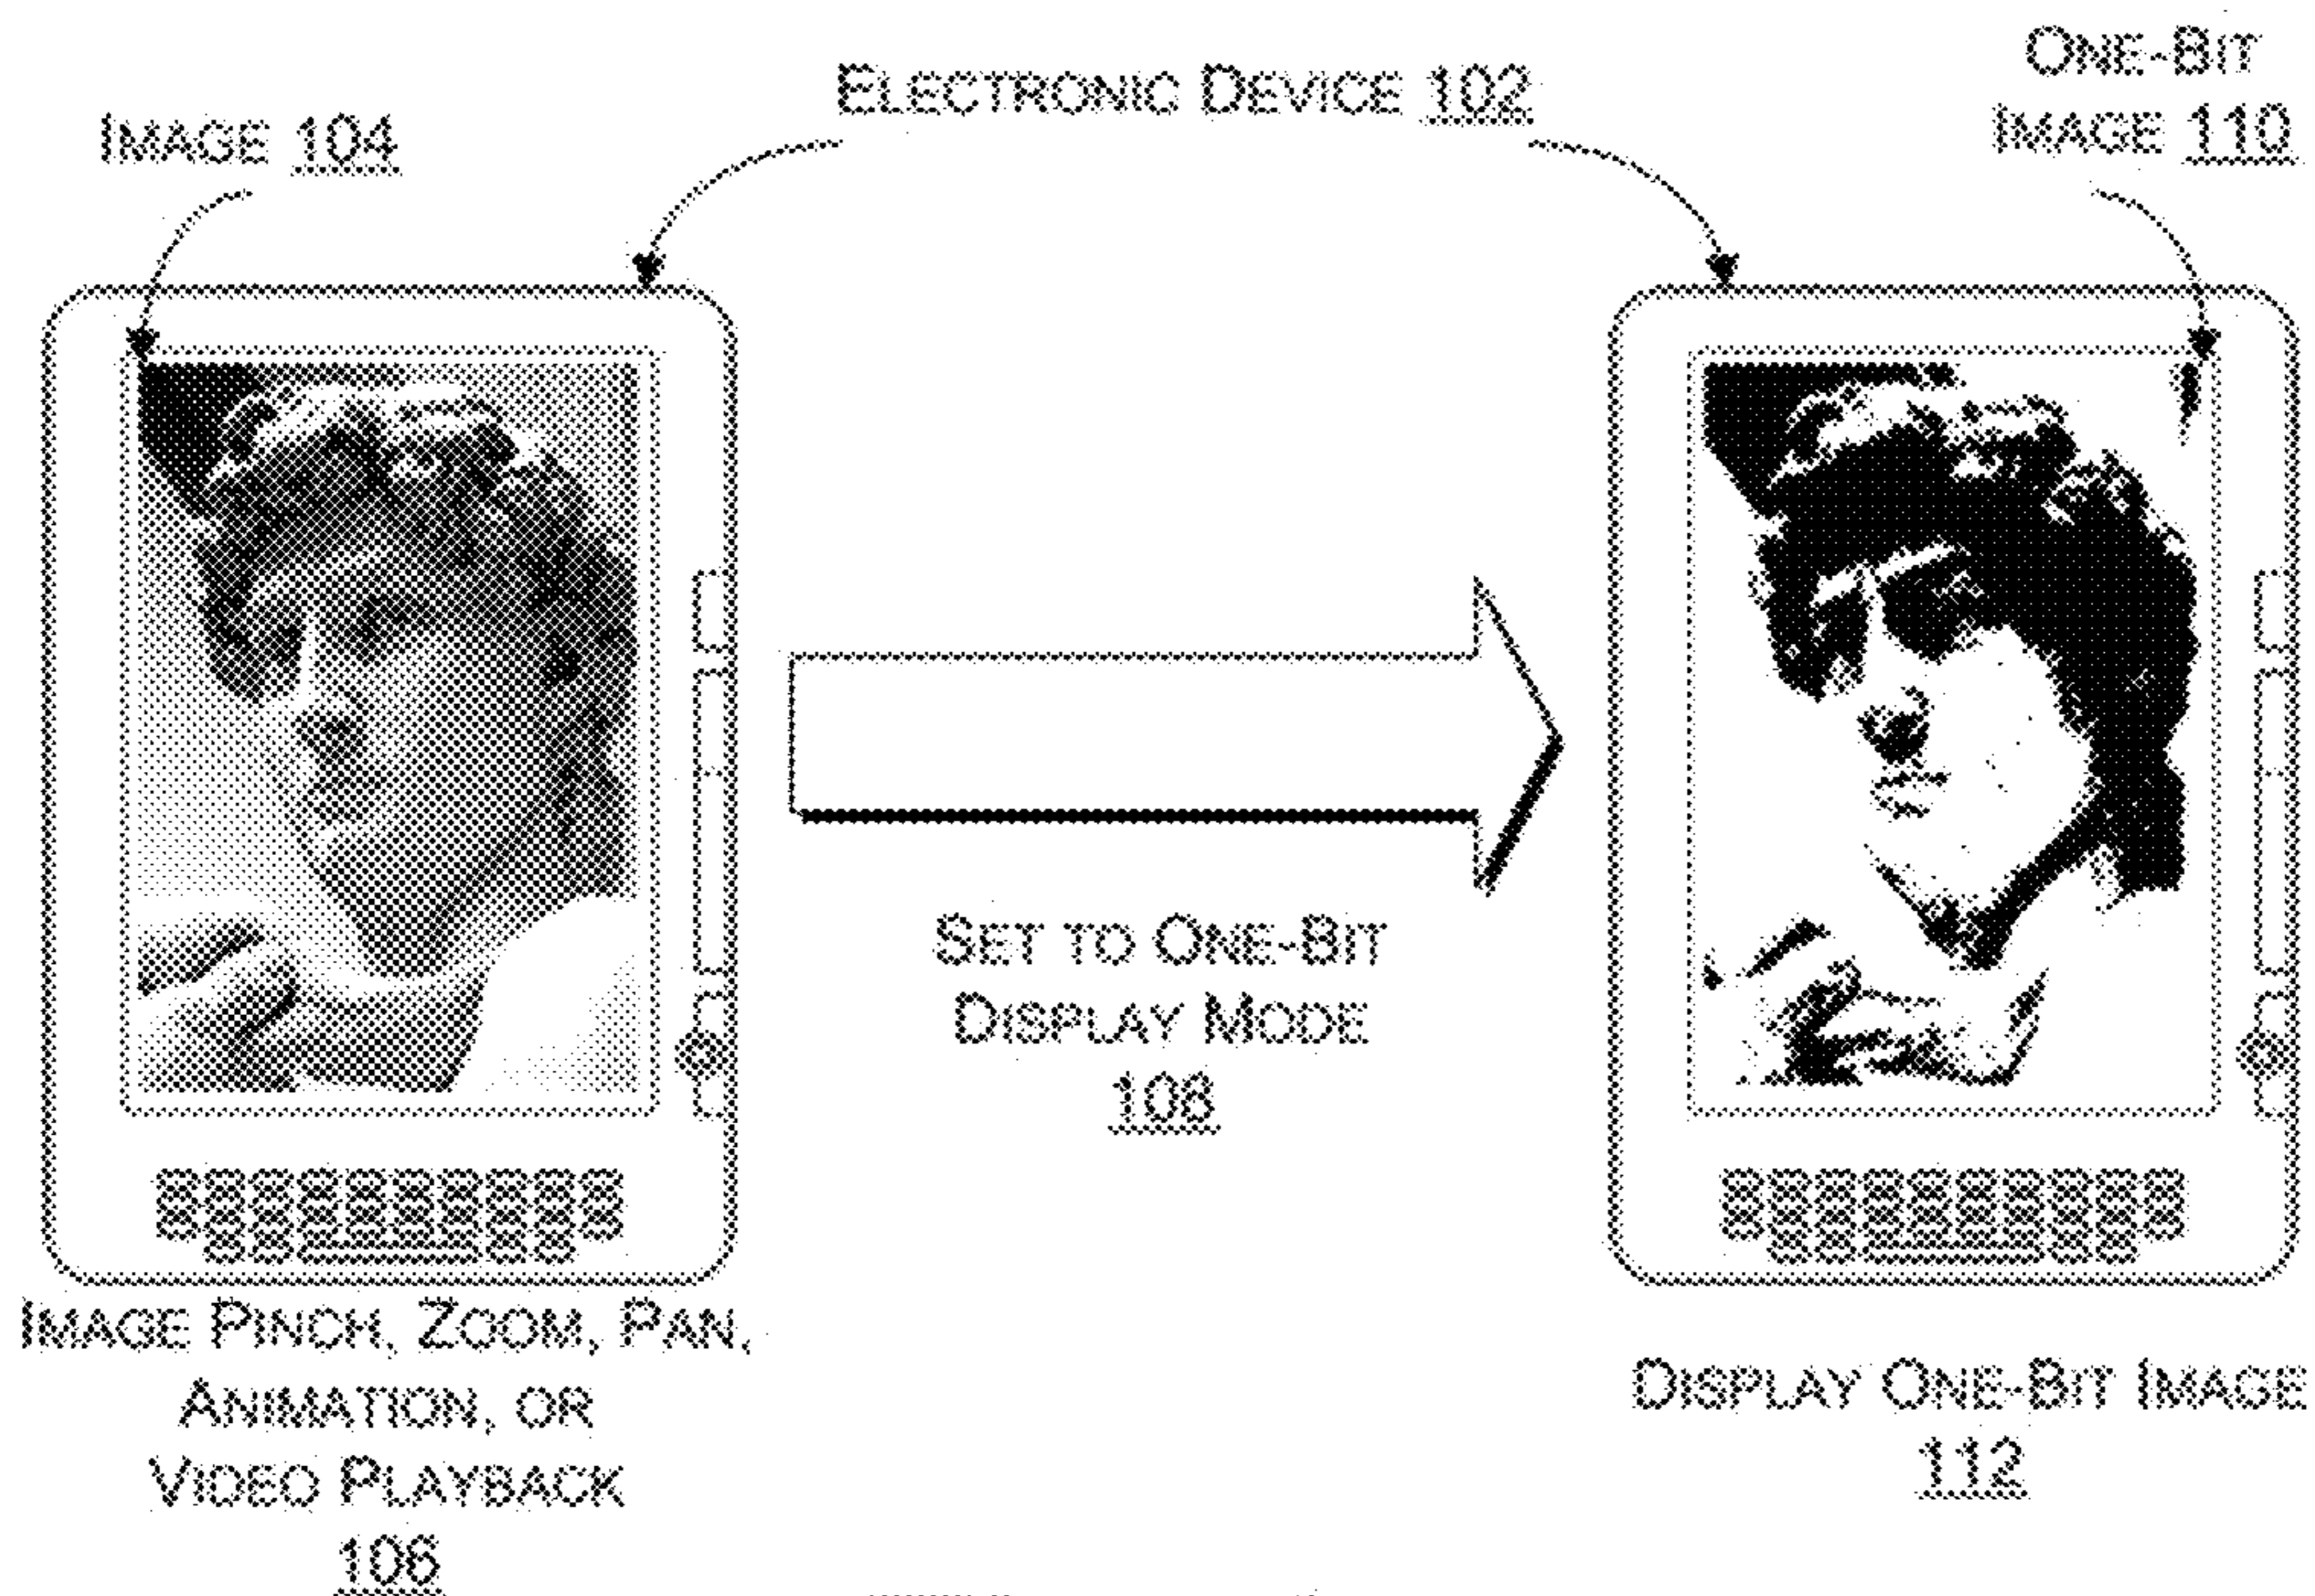 IMAGE 104
ELECTRONIC DEVICE 102
ONE-BIT
IMAGE 110
SET TO ONE-BIT
DISPLAY MODE
108
IMAGE PINCH, ZOOM, PAN,
ANIMATION, OR
VIDEO PLAYBACK
106
DISPLAY ONE-BIT IMAGE
112